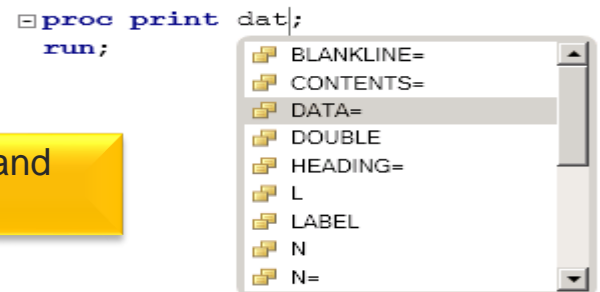 proc print dat;
run;
BLANKLINE=
CONTENTS=
DATA=
DOUBLE
HEADING=
L
LABEL
N
N=
and